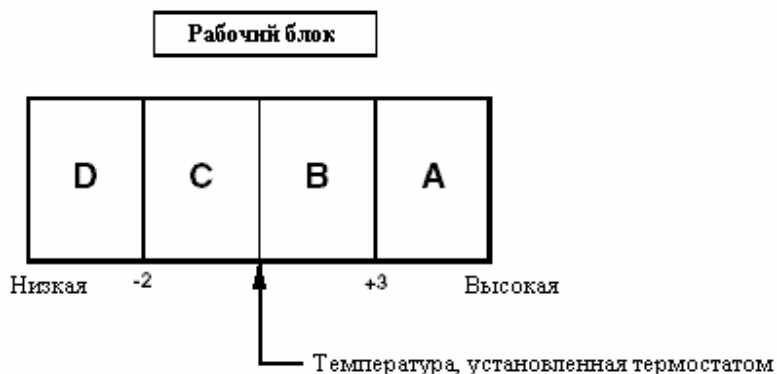 Рабочий блок
D C B A
Низкая -2 +3 Высокая
Температура, установленная термостатом